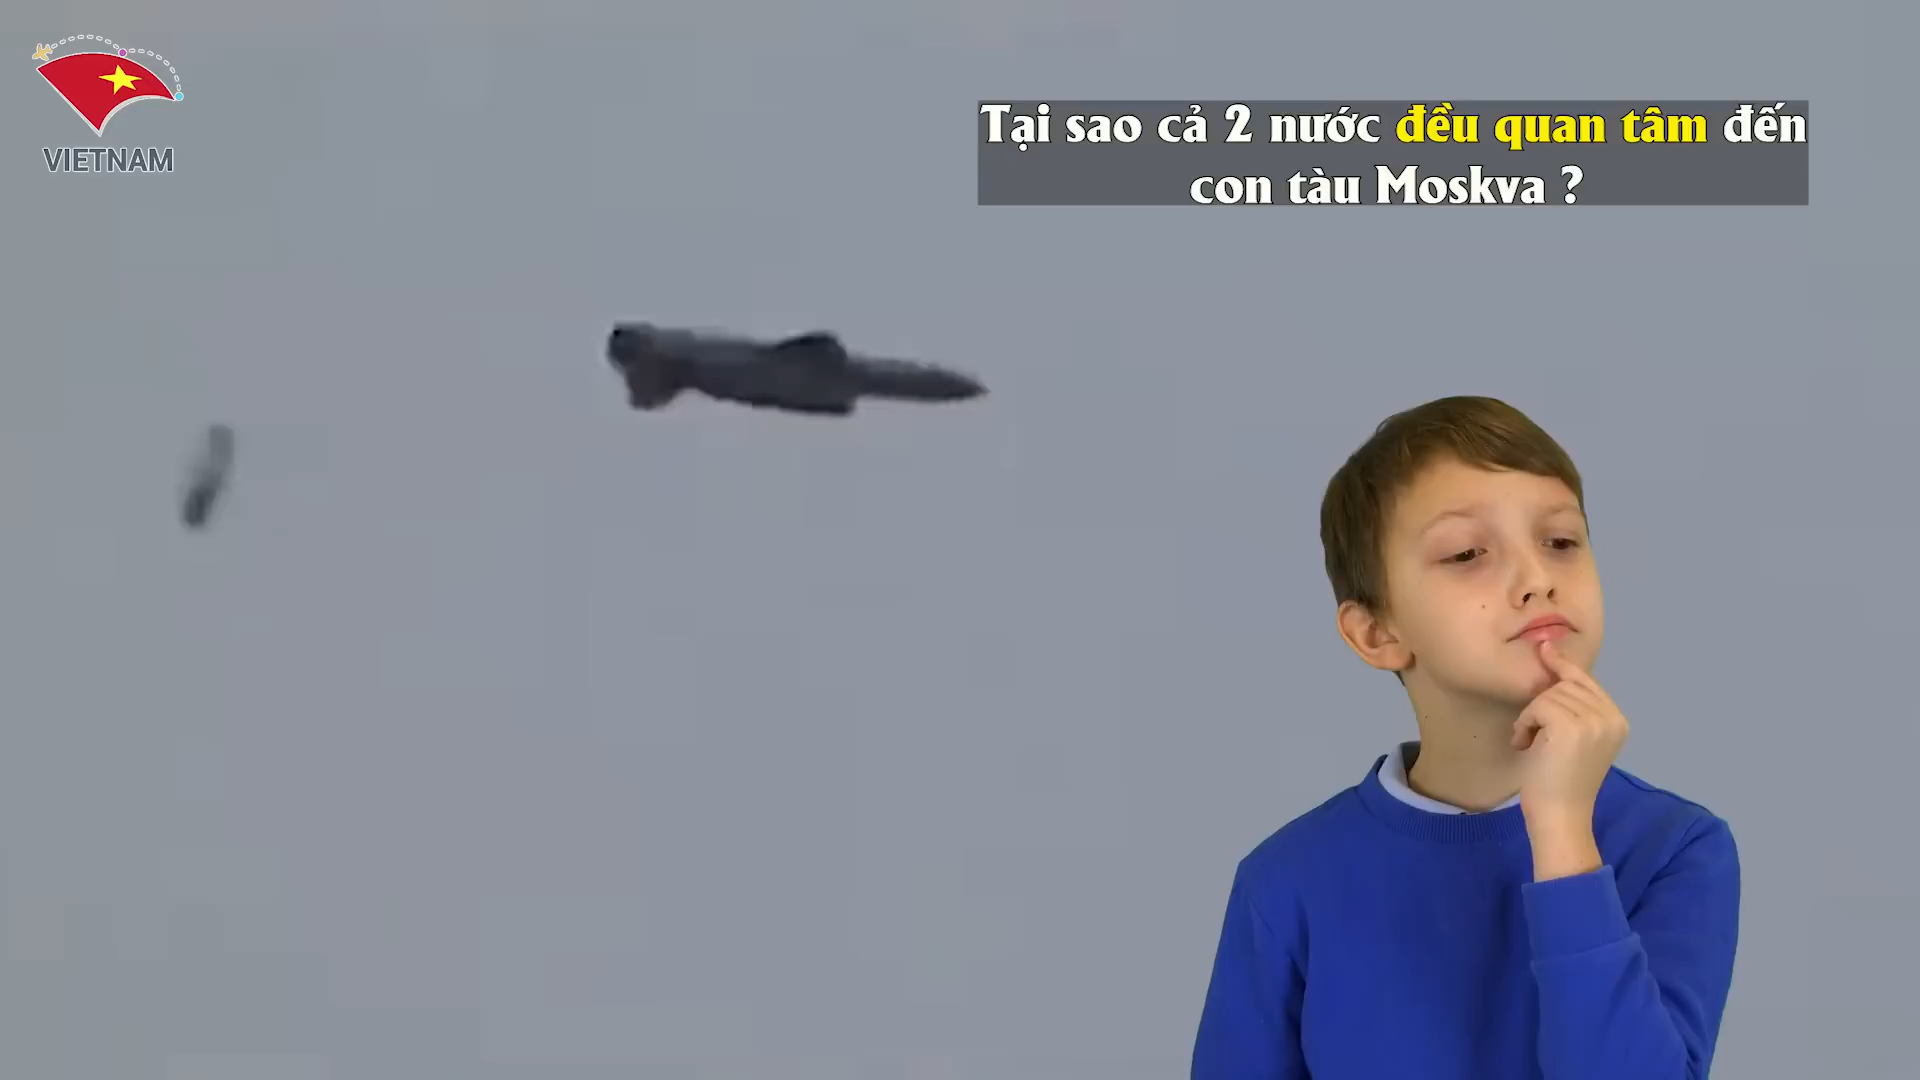 VIETNAM
Tại sao cả 2 nước đều quan tâm đến
con tàu Moskva ?